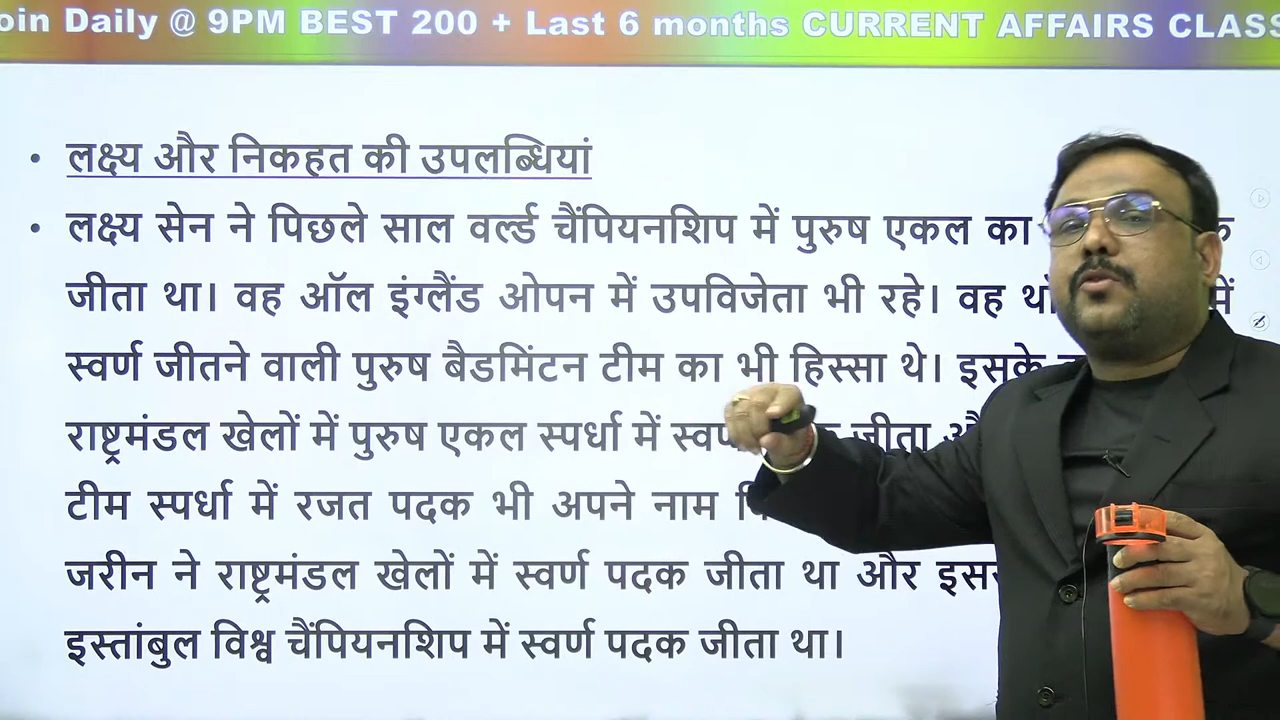 oin Daily @ 9PM BEST 200 + Last 6 months CURRENT AFFAIRS CLASS
लक्ष्य और निकहत की उपलब्धियां
लक्ष्य सेन ने पिछले साल वर्ल्ड चैंपियनशिप में पुरुष एकल का
जीता था। वह ऑल इंग्लैंड ओपन में उपविजेता भी रहे। वह में
स्वर्ण जीतने वाली पुरुष बैडमिंटन टीम का भी हिस्सा थे। इसके
राष्ट्रमंडल खेलों में पुरुष एकल स्पर्धा में जीता
टीम स्पर्धा में रजत पदक भी अपने नाम
जरीन ने राष्ट्रमंडल खेलों में स्वर्ण पदक जीता था और
इस्तांबुल विश्व चैंपियनशिप में स्वर्ण पदक जीता था।